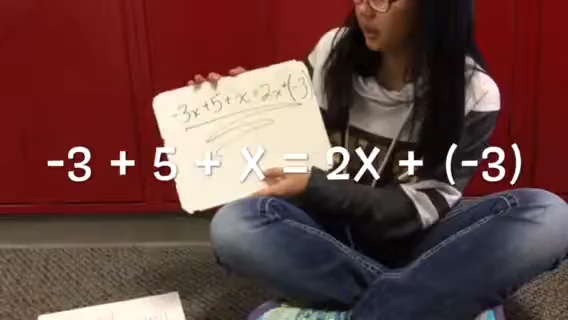 -3x+5+-x=2x+(-3)
-3 + 5 + X = 2X + (-3)